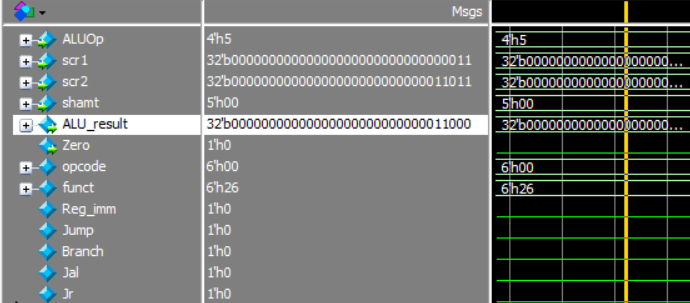 Msgs
ALUOp 4'h5 4'h5
scr1 32'b00000000000000000000000000000011 32'b0000000000000000000...
scr2 32'b00000000000000000000000000011011 32'b0000000000000000000...
shamt 5'h00 5'h00
ALU_result 32'b00000000000000000000000000011000 32'b0000000000000000000...
Zero 1'h0
opcode 6'h00 6'h00
funct 6'h26 6'h26
Reg_imm 1'h0
Jump 1'h0
Branch 1'h0
Jal 1'h0
Jr 1'h0